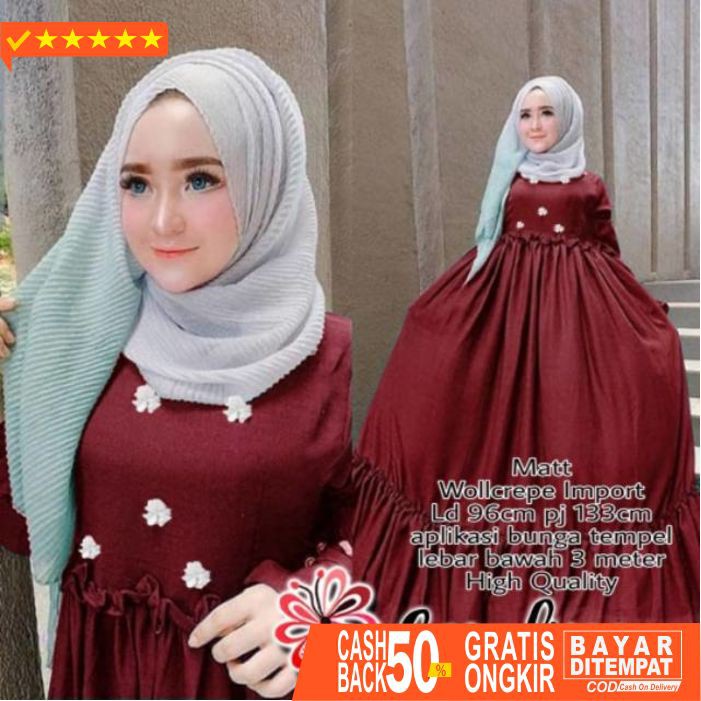 Matt
Wollcrepe Import
Ld 96cm pj 133cm
aplikasi bunga tempel
lebar bawah 3 meter
High Quality
CASH BACK 50%
GRATIS ONGKIR
BAYAR DITEMPAT
COD Cash On Delivery